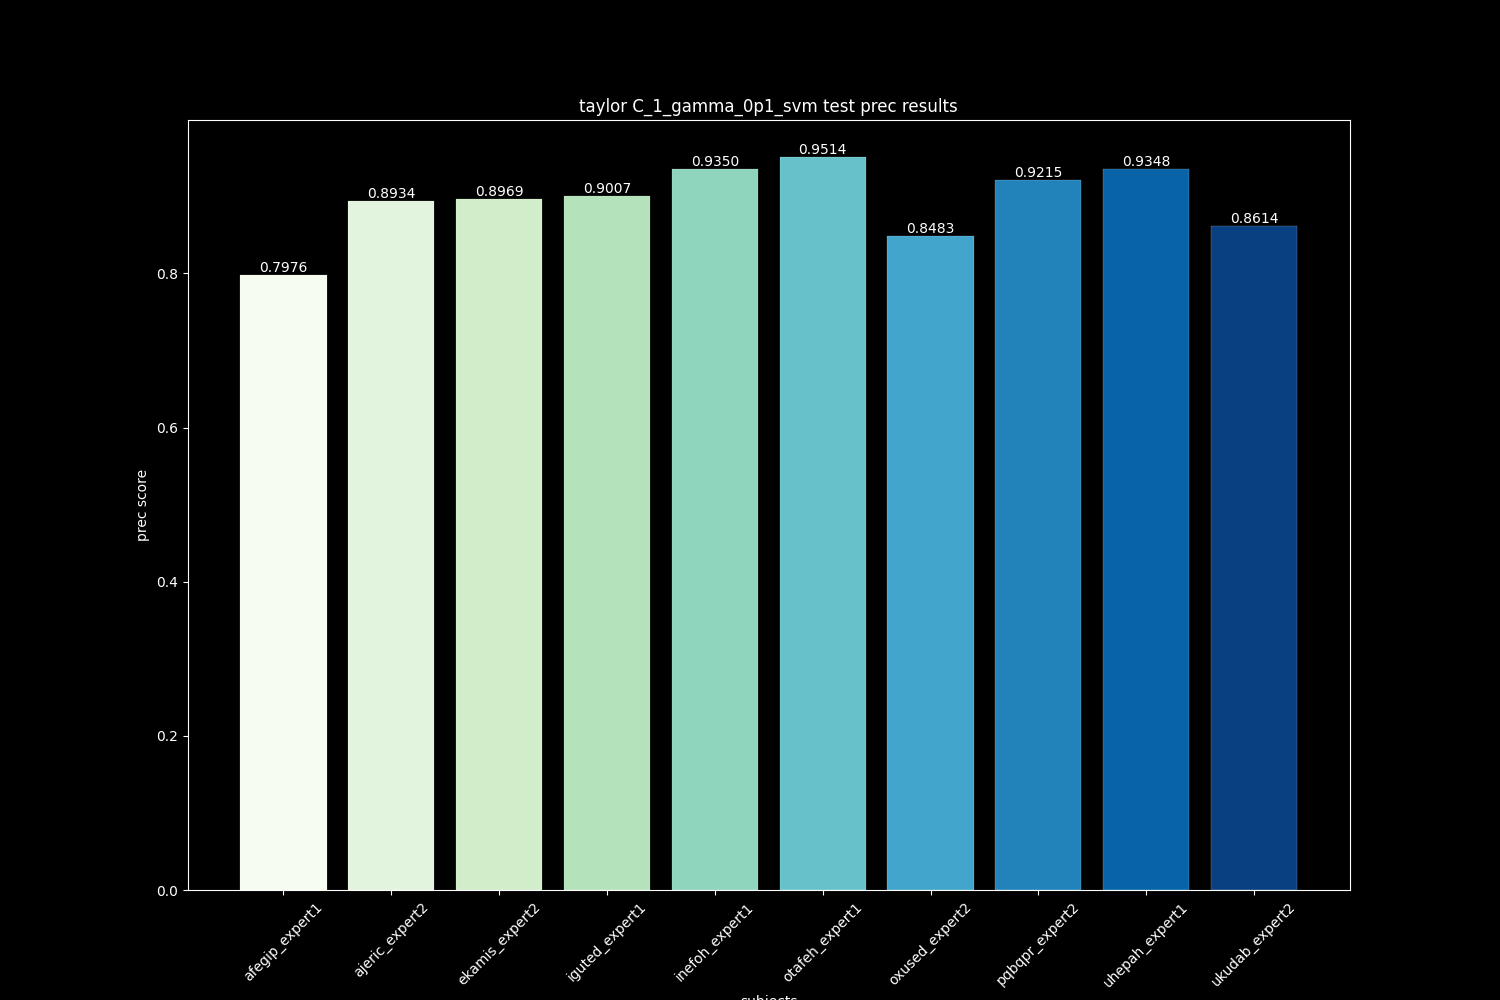 taylor C_1_gamma_0p1_svm test prec results
0.7976
0.8934
0.8969
0.9007
0.9350
0.9514
0.8483
0.9215
0.9348
0.8614
prec score
0.8
0.6
0.4
0.2
0.0
afegip_expert1
ajeric_expert2
ekamis_expert2
iguted_expert1
inefoh_expert1
otafeh_expert1
oxused_expert2
pqbqpr_expert2
uhepah_expert1
ukudab_expert2
subjects